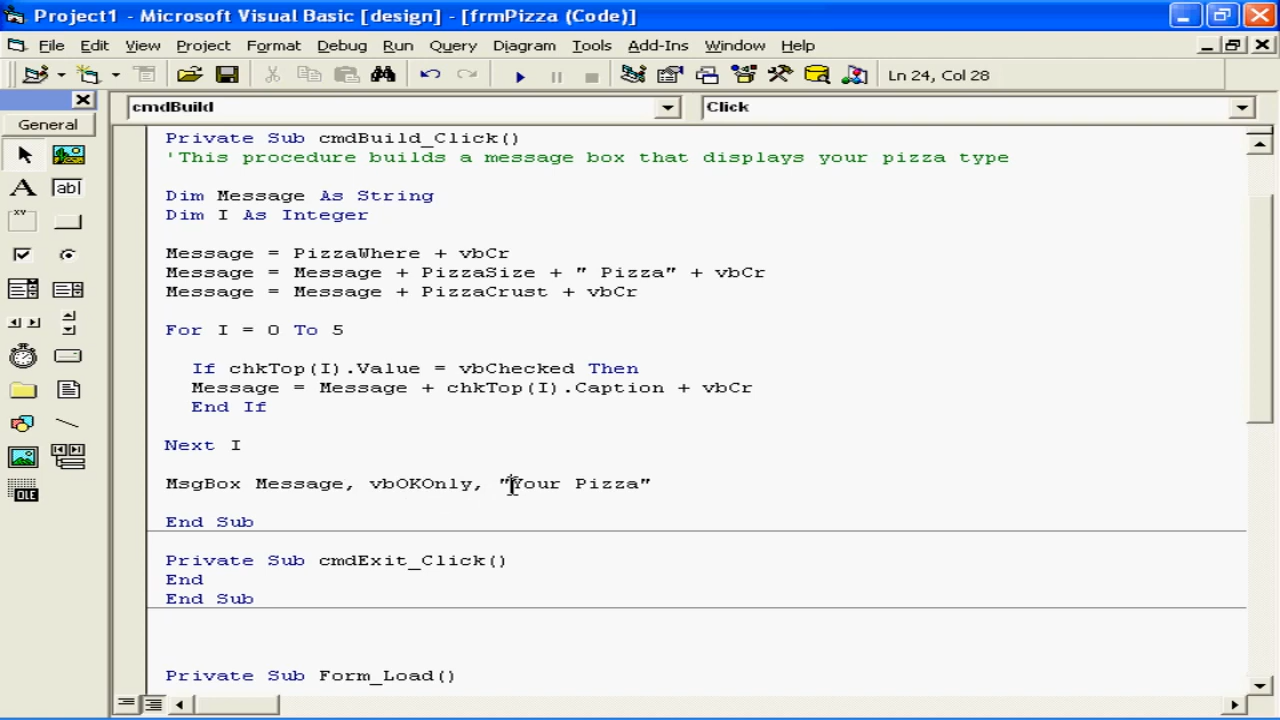 Project1 - Microsoft Visual Basic [design] - [frmPizza (Code)]
File Edit View Project Format Debug Run Query Diagram Tools Add-Ins Window Help
Ln 24, Col 28
cmdBuild Click
General
Private Sub cmdBuild_Click()
'This procedure builds a message box that displays your pizza type
Dim Message As String
Dim I As Integer
Message = PizzaWhere + vbCr
Message = Message + PizzaSize + " Pizza" + vbCr
Message = Message + PizzaCrust + vbCr
For I = 0 To 5
If chkTop(I).Value = vbChecked Then
Message = Message + chkTop(I).Caption + vbCr
End If
Next I
MsgBox Message, vbOKOnly, "Your Pizza"
End Sub
Private Sub cmdExit_Click()
End
End Sub
Private Sub Form_Load()
A ab
XY
OLE